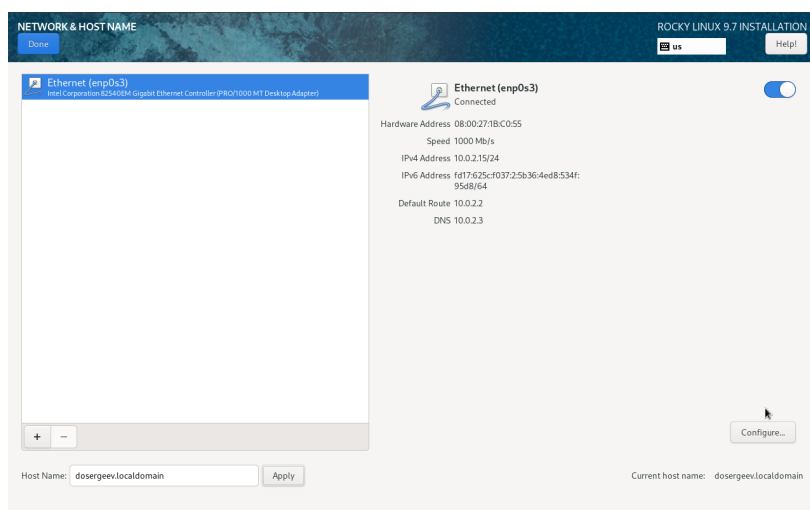 NETWORK & HOST NAME
Done
ROCKY LINUX 9.7 INSTALLATION
us
Help!
Ethernet (enp0s3)
Intel Corporation 82540EM Gigabit Ethernet Controller (PRO/1000 MT Desktop Adapter)
Ethernet (enp0s3)
Connected
Hardware Address 08:00:27:1B:C0:55
Speed 1000 Mb/s
IPv4 Address 10.0.2.15/24
IPv6 Address fd17:625c:f037:2:5b36:4ed8:534f:
95d8/64
Default Route 10.0.2.2
DNS 10.0.2.3
+ −
Configure...
Host Name: dosergeev.localdomain
Apply
Current host name: dosergeev.localdomain